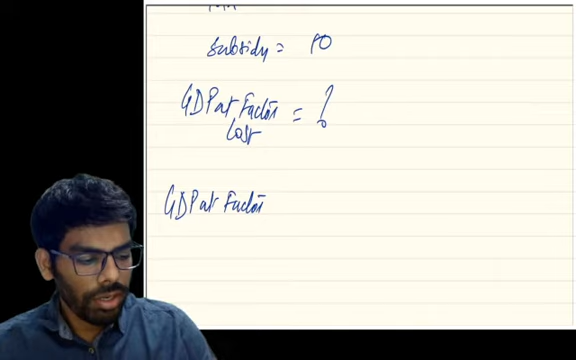 Subsidy = 10
GDP at Factor = ?
Cost
GDP at Factor